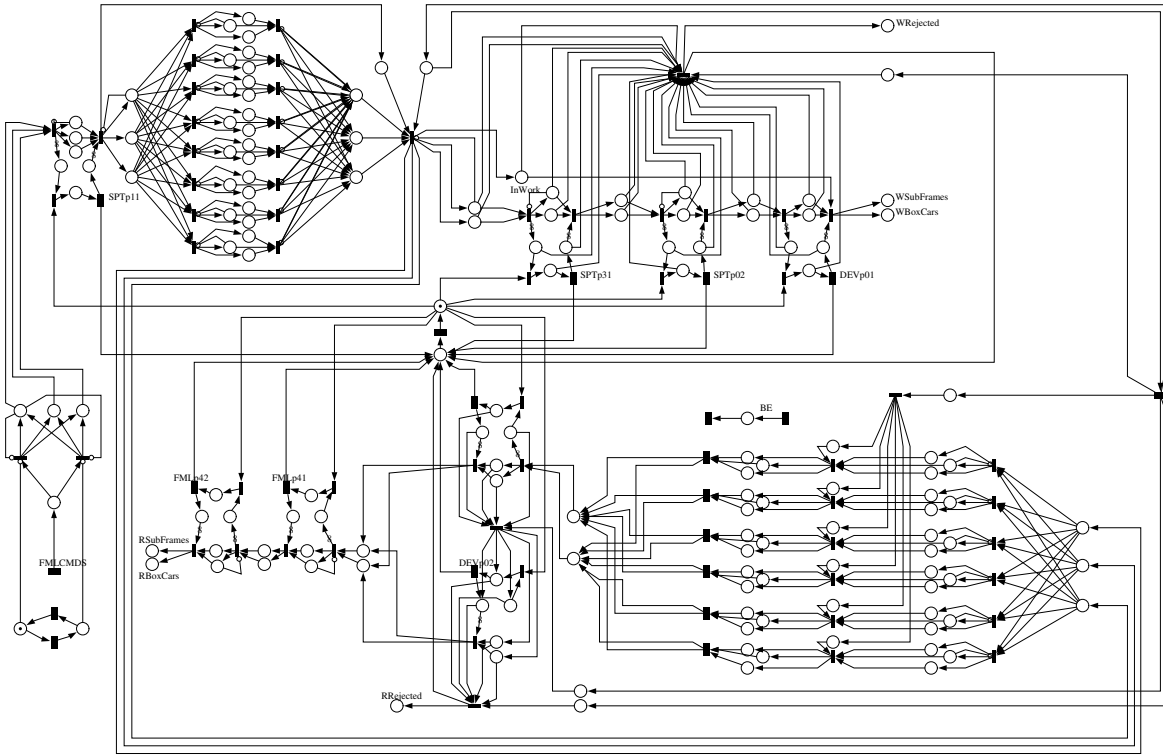 WRejected
SPTp11
InWork
WSubFrames
WBoxCars
SPTp31
SPTp02
DEVp01
BE
FMLp42
FMLp41
RSubFrames
RBoxCars
FMLCMDS
DEVp02
RRejected